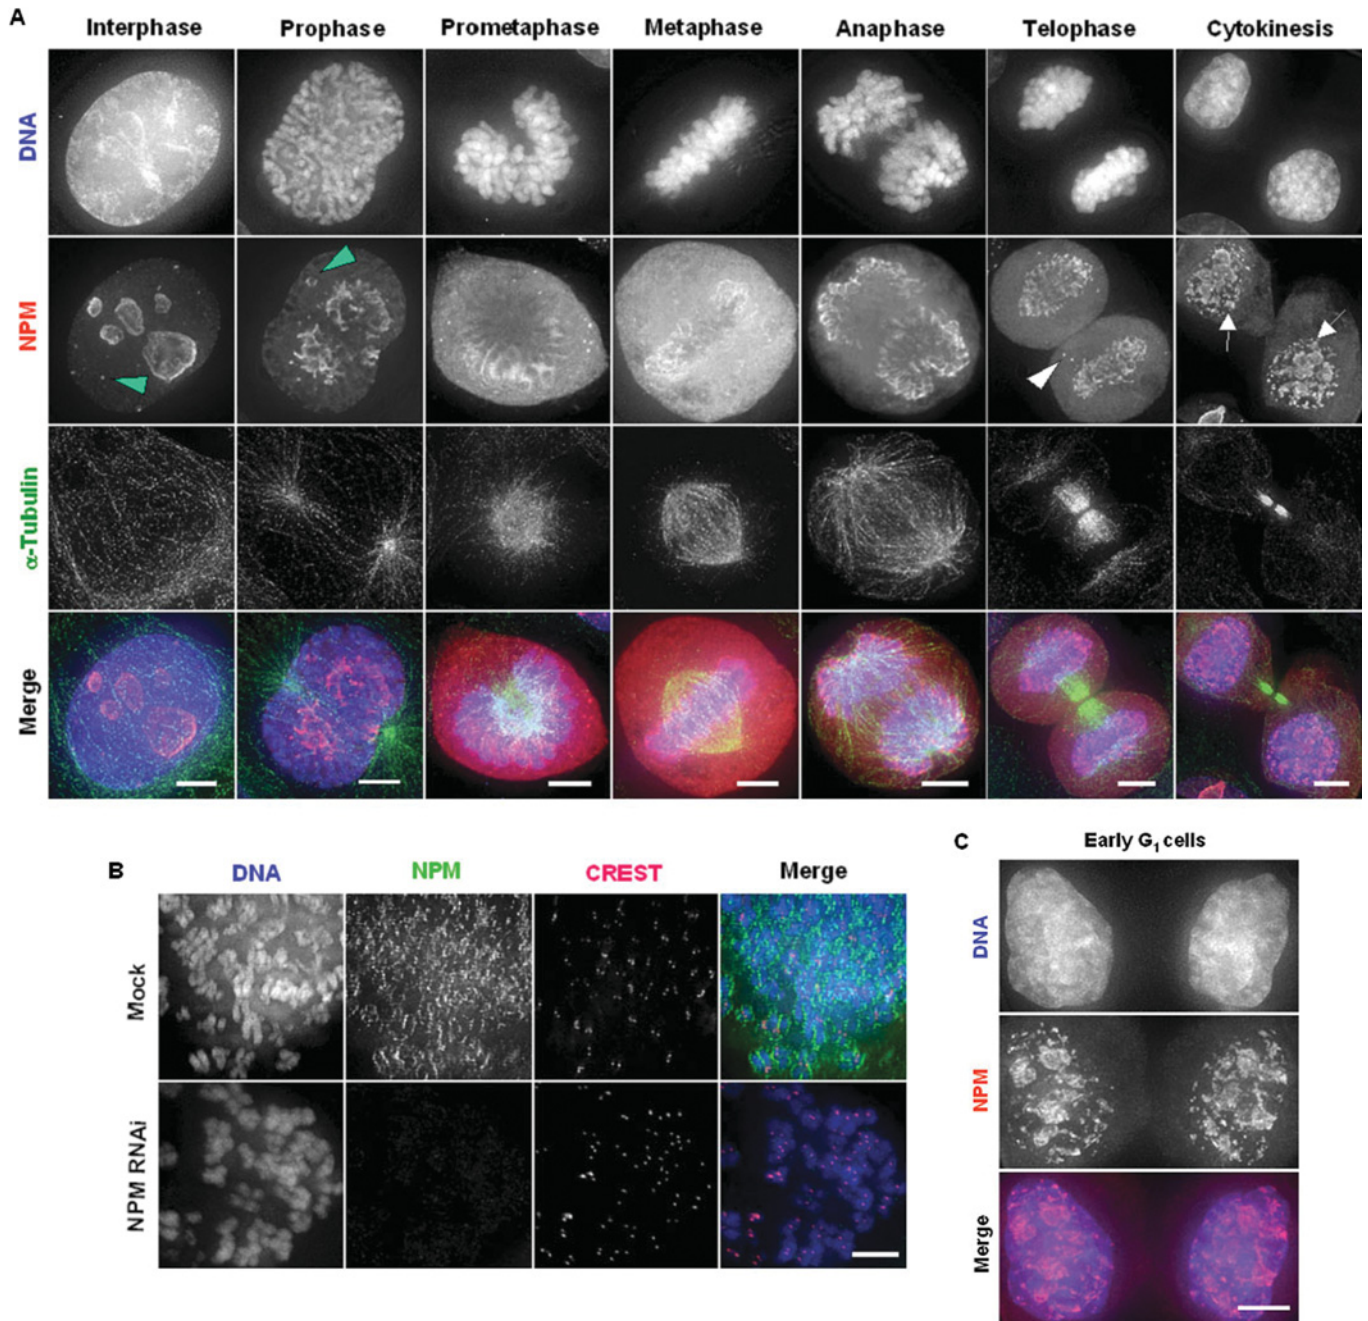 A
Interphase Prophase Prometaphase Metaphase Anaphase Telophase Cytokinesis
DNA
NPM
α-Tubulin
Merge
B
DNA NPM CREST Merge
Mock
NPM RNAi
C
Early G₁ cells
DNA
NPM
Merge